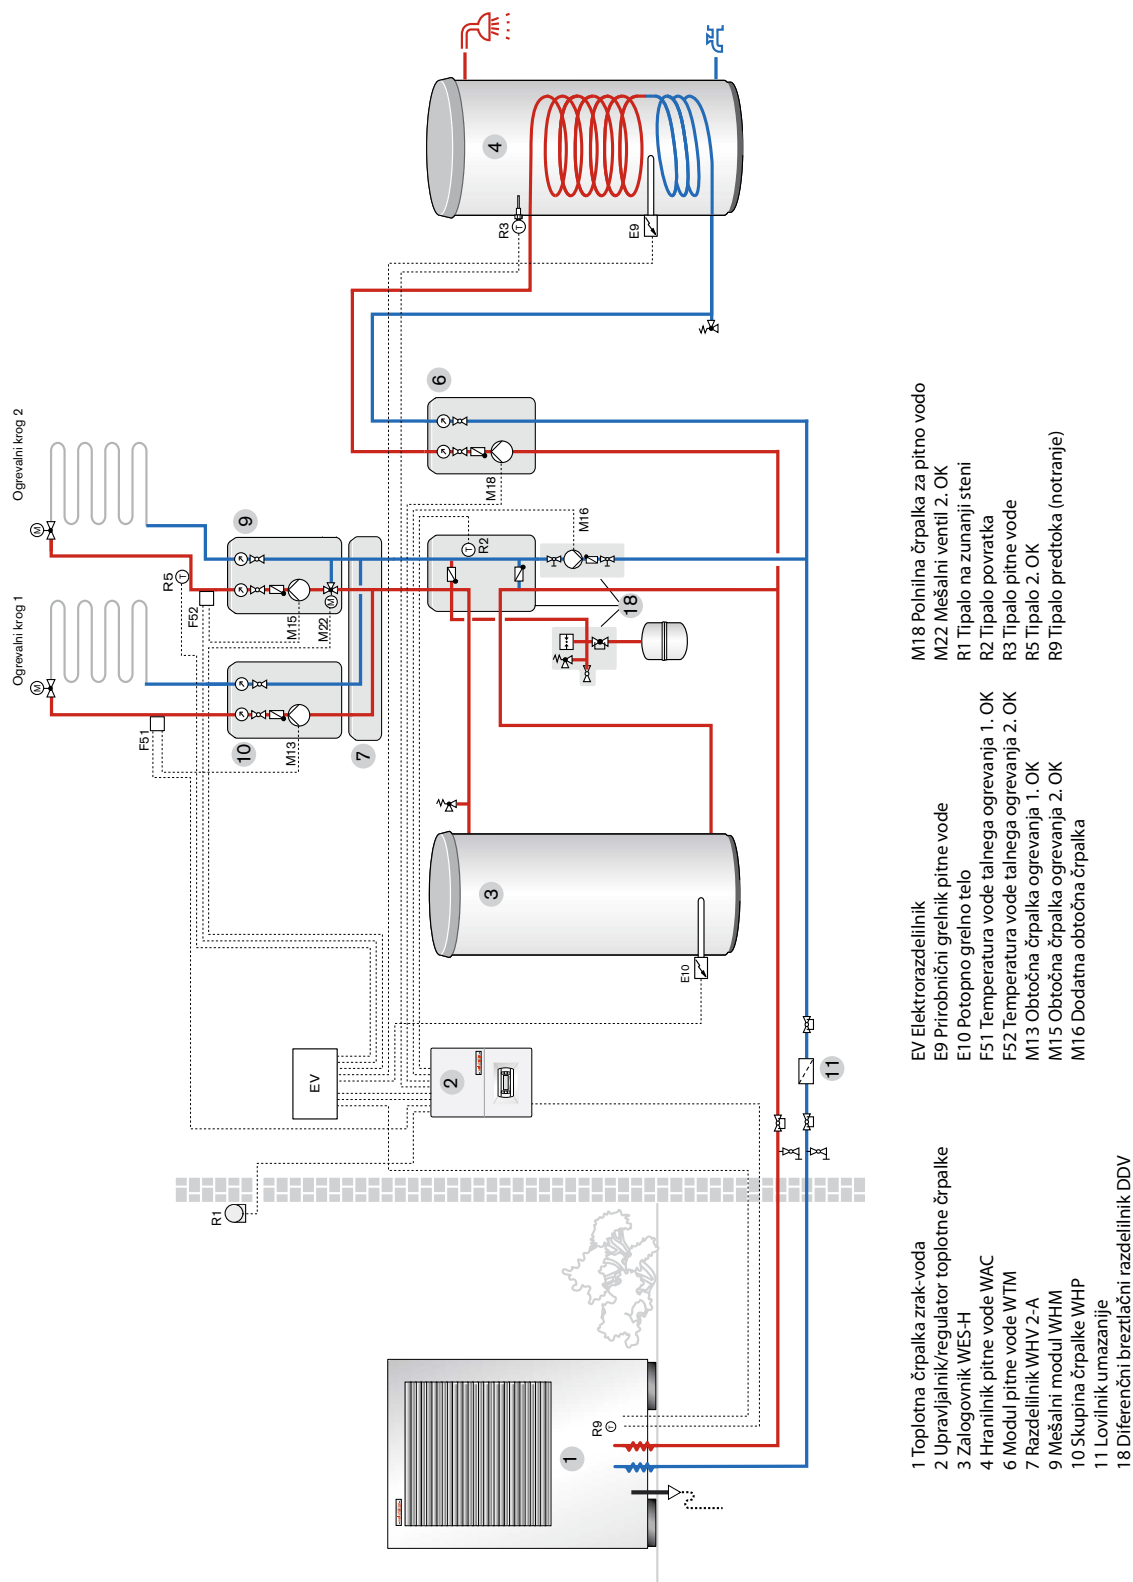 Ogrevalni krog 1
Ogrevalni krog 2
M
M
R5
T
F52
F51
M15
M22
M
M13
10
9
7
EV
R1
2
1
R9
T
3
E10
11
18
R2
T
M16
M18
6
R3
T
E9
4
1 Toplotna črpalka zrak-voda
2 Upravljalnik/regulator toplotne črpalke
3 Zalogovnik WES-H
4 Hranilnik pitne vode WAC
6 Modul pitne vode WTM
7 Razdelilnik WHV 2-A
9 Mešalni modul WHM
10 Skupina črpalke WHP
11 Lovilnik umazanije
18 Diferenčni breztlačni razdelilnik DDV
EV Elektrorazdelilnik
E9 Prirobnični grelnik pitne vode
E10 Potopno grelno telo
F51 Temperatura vode talnega ogrevanja 1. OK
F52 Temperatura vode talnega ogrevanja 2. OK
M13 Obtočna črpalka ogrevanja 1. OK
M15 Obtočna črpalka ogrevanja 2. OK
M16 Dodatna obtočna črpalka
M18 Polnilna črpalka za pitno vodo
M22 Mešalni ventil 2. OK
R1 Tipalo na zunanji steni
R2 Tipalo povratka
R3 Tipalo pitne vode
R5 Tipalo 2. OK
R9 Tipalo predtoka (notranje)